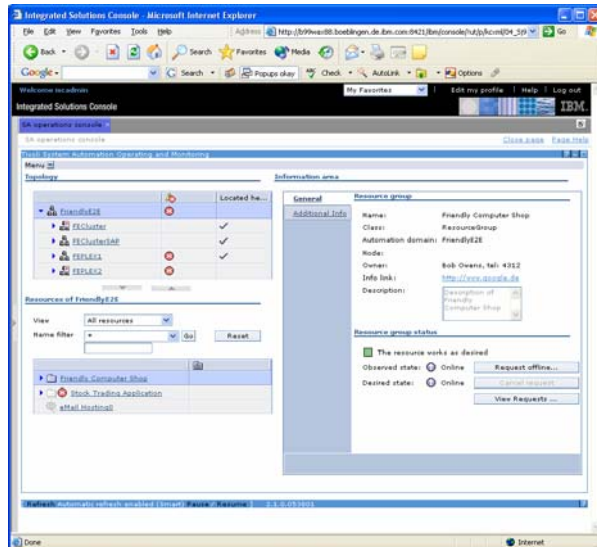 Integrated Solutions Console - Microsoft Internet Explorer
File Edit View Favorites Tools Help
Address
Back Search Favorites Media
Google Search Popups okay Check AutoLink Options
Welcome iscadmin
My Favorites Edit my profile Help Log out
Integrated Solutions Console
IBM.
SA operations console
SA operations console
Close page Page Help
Tivoli System Automation Operating and Monitoring
Menu
Topology
Located he...
FriendlyE2E
FECluster
FEClusterSAP
FEPLEX1
FEPLEX2
Resources of FriendlyE2E
View All resources
Name filter * Go Reset
Friendly Computer Shop
Stock Trading Application
eMail Hosting2
Information area
General
Additional Info
Resource group
Name: Friendly Computer Shop
Class: ResourceGroup
Automation domain: FriendlyE2E
Node:
Owner: Bob Owens, tel: 4312
Info link: http://www.google.de
Description: Description of Friendly Computer Shop
Resource group status
The resource works as desired
Observed state: Online Request offline...
Desired state: Online Cancel request
View Requests ...
Refresh Automatic refresh enabled (Smart) Pause Resume
Done
Internet